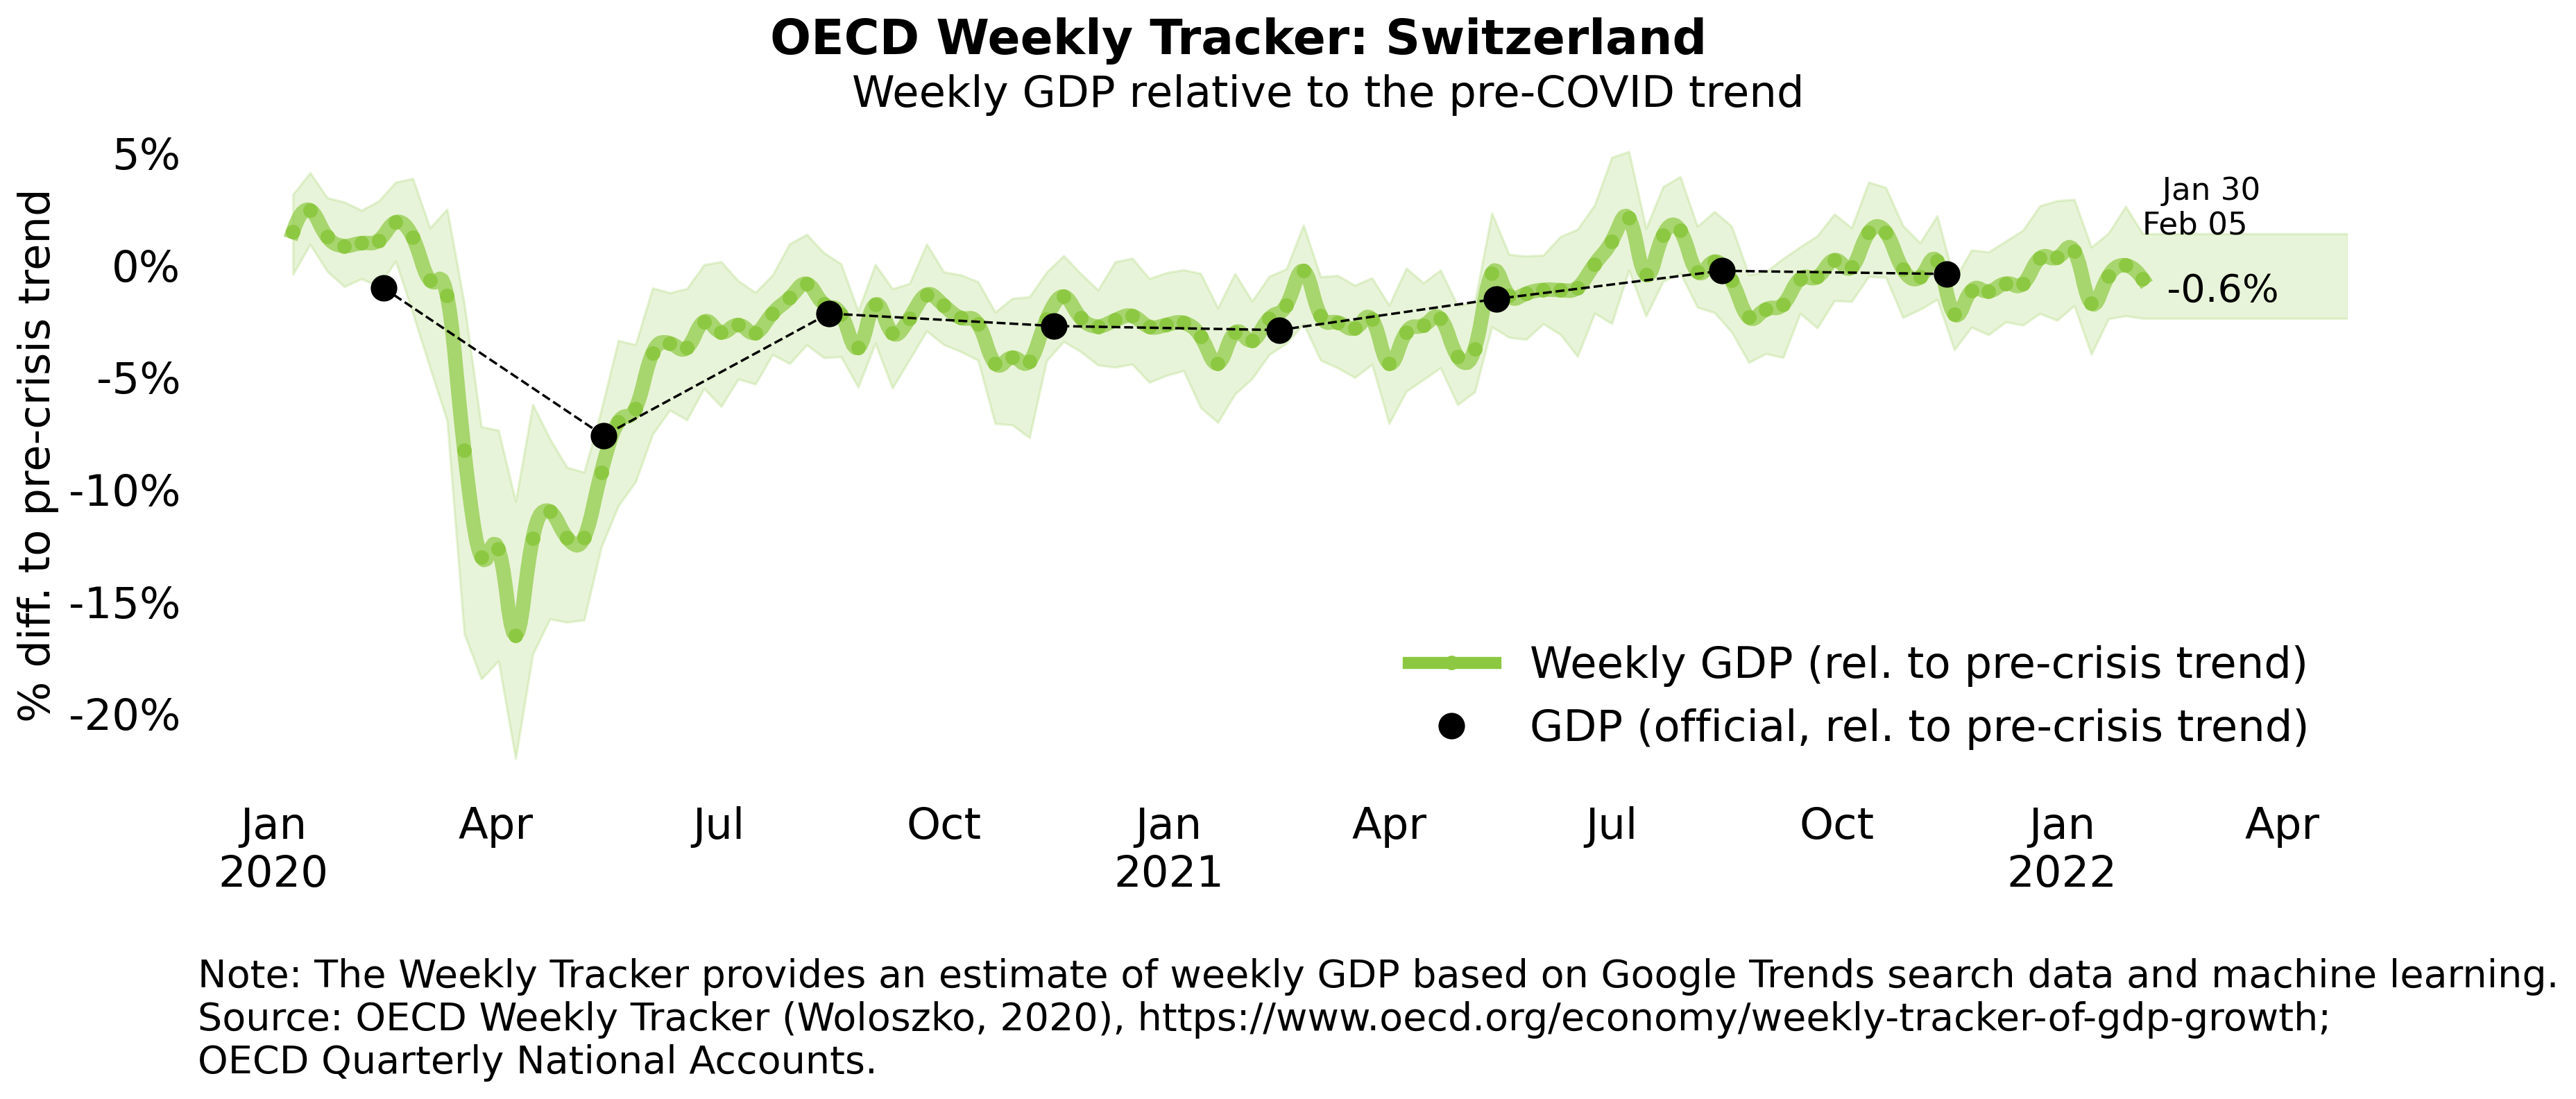 OECD Weekly Tracker: Switzerland
Weekly GDP relative to the pre-COVID trend
% diff. to pre-crisis trend
5%
0%
-5%
-10%
-15%
-20%
Jan 30
Feb 05
-0.6%
Weekly GDP (rel. to pre-crisis trend)
GDP (official, rel. to pre-crisis trend)
Jan Apr Jul Oct Jan Apr Jul Oct Jan Apr
2020 2021 2022
Note: The Weekly Tracker provides an estimate of weekly GDP based on Google Trends search data and machine learning.
Source: OECD Weekly Tracker (Woloszko, 2020), https://www.oecd.org/economy/weekly-tracker-of-gdp-growth;
OECD Quarterly National Accounts.